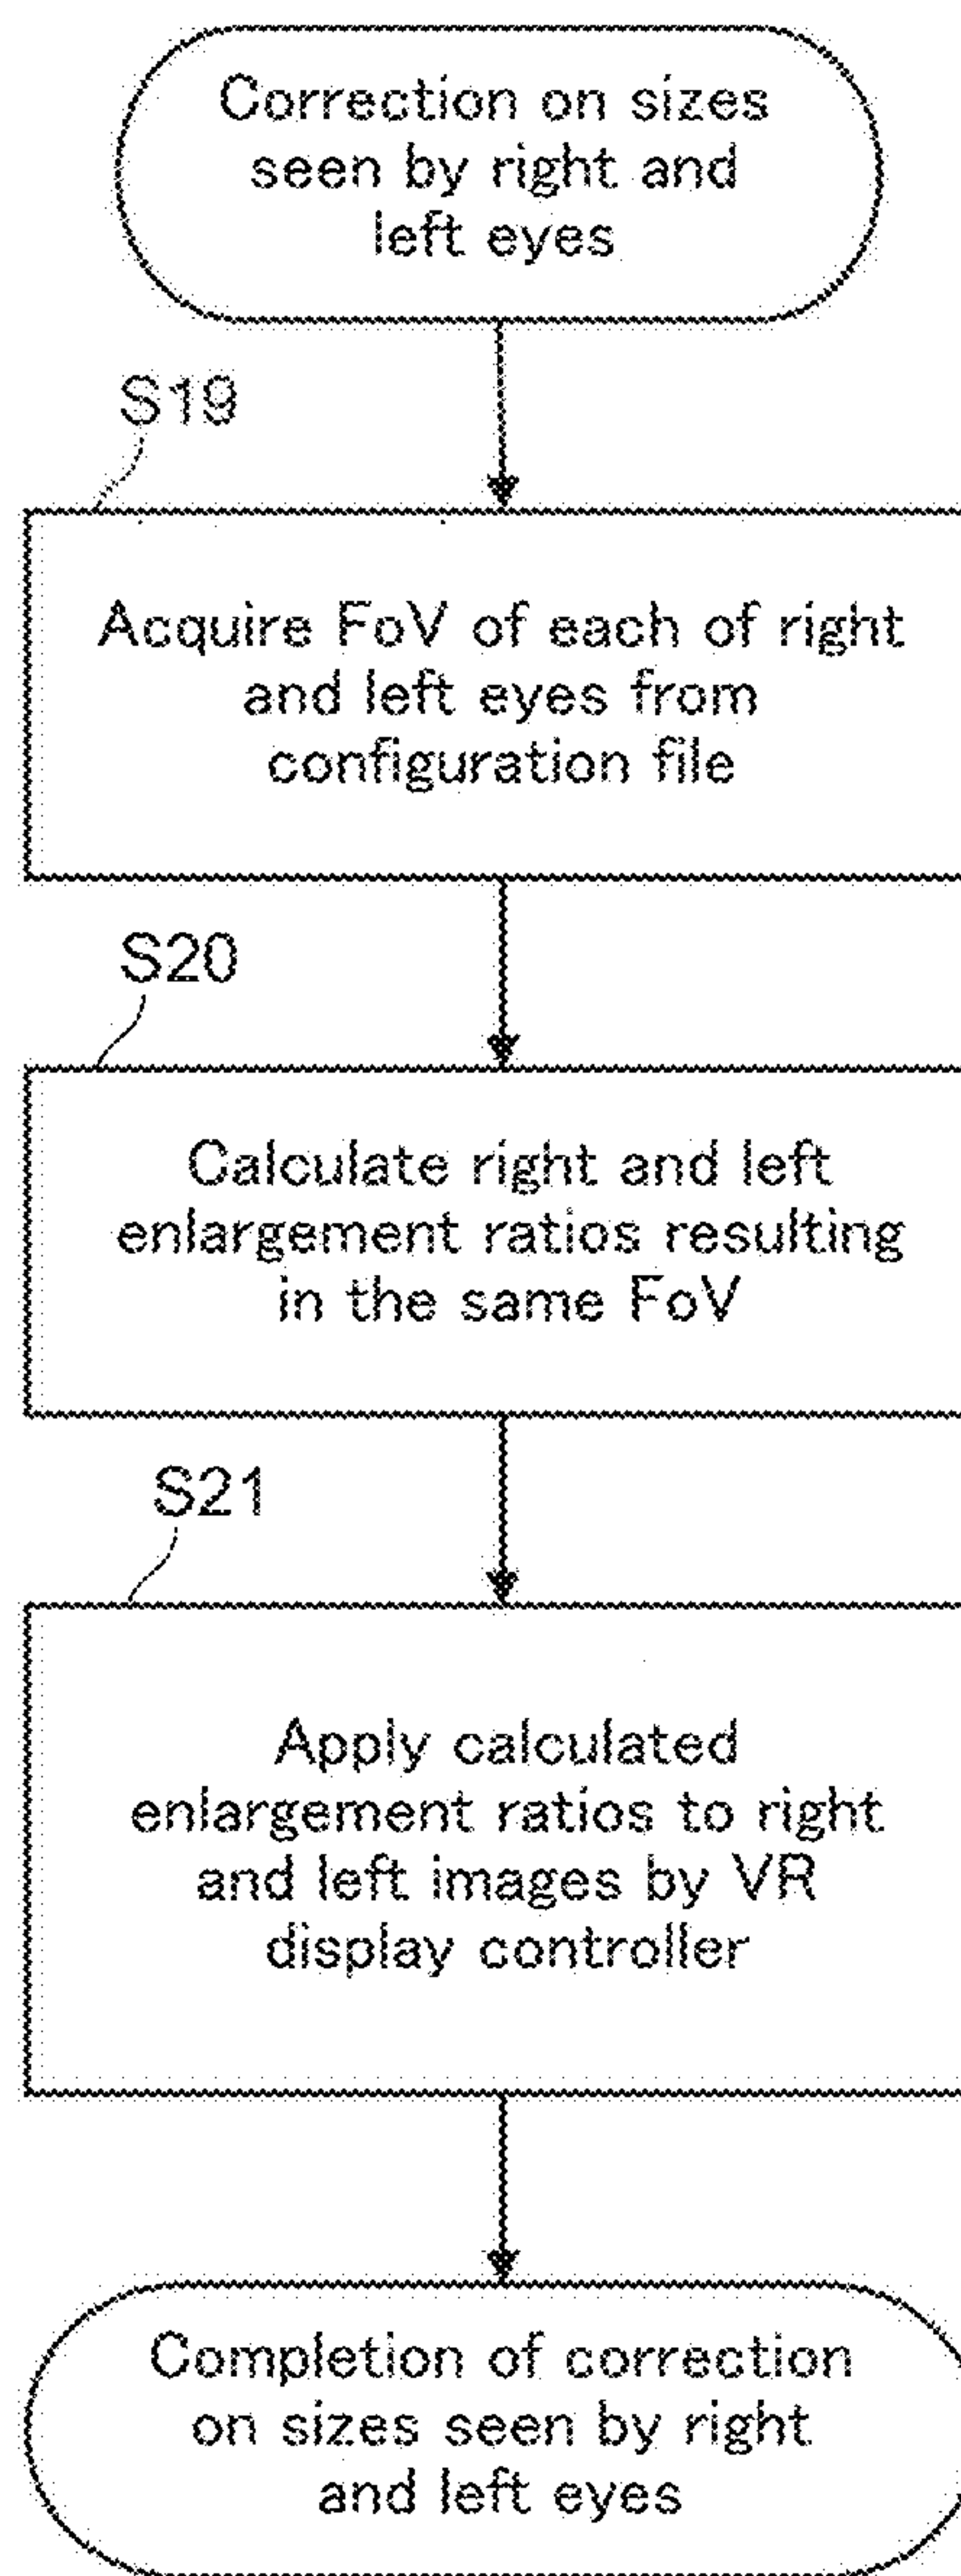 Correction on sizes
seen by right and
left eyes
S19
Acquire FoV of each of right
and left eyes from
configuration file
S20
Calculate right and left
enlargement ratios resulting
in the same FoV
S21
Apply calculated
enlargement ratios to right
and left images by VR
display controller
Completion of correction
on sizes seen by right
and left eyes